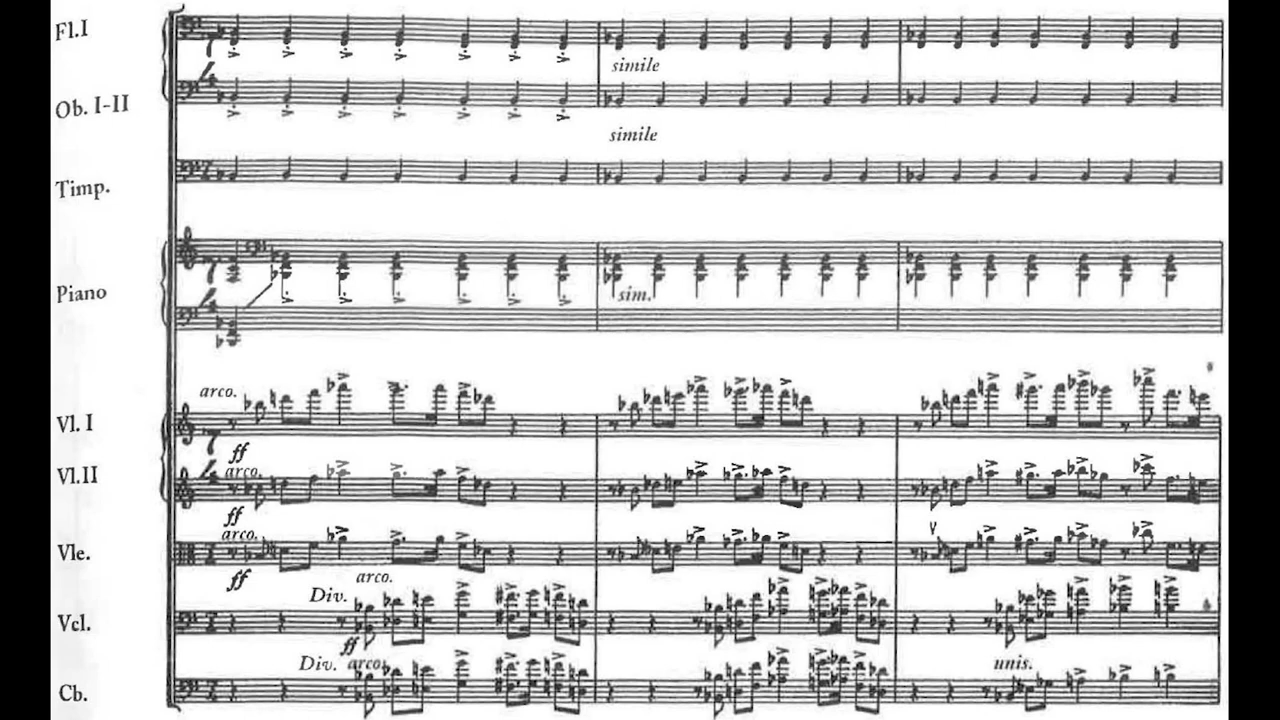 Fl.I
simile
Ob. I-II
simile
Timp.
Piano
sim.
arco.
Vl. I
ff
arco.
Vl.II
ff
arco.
Vle.
ff
arco.
Div.
Vcl.
ff
Div. arco.
unis.
Cb.